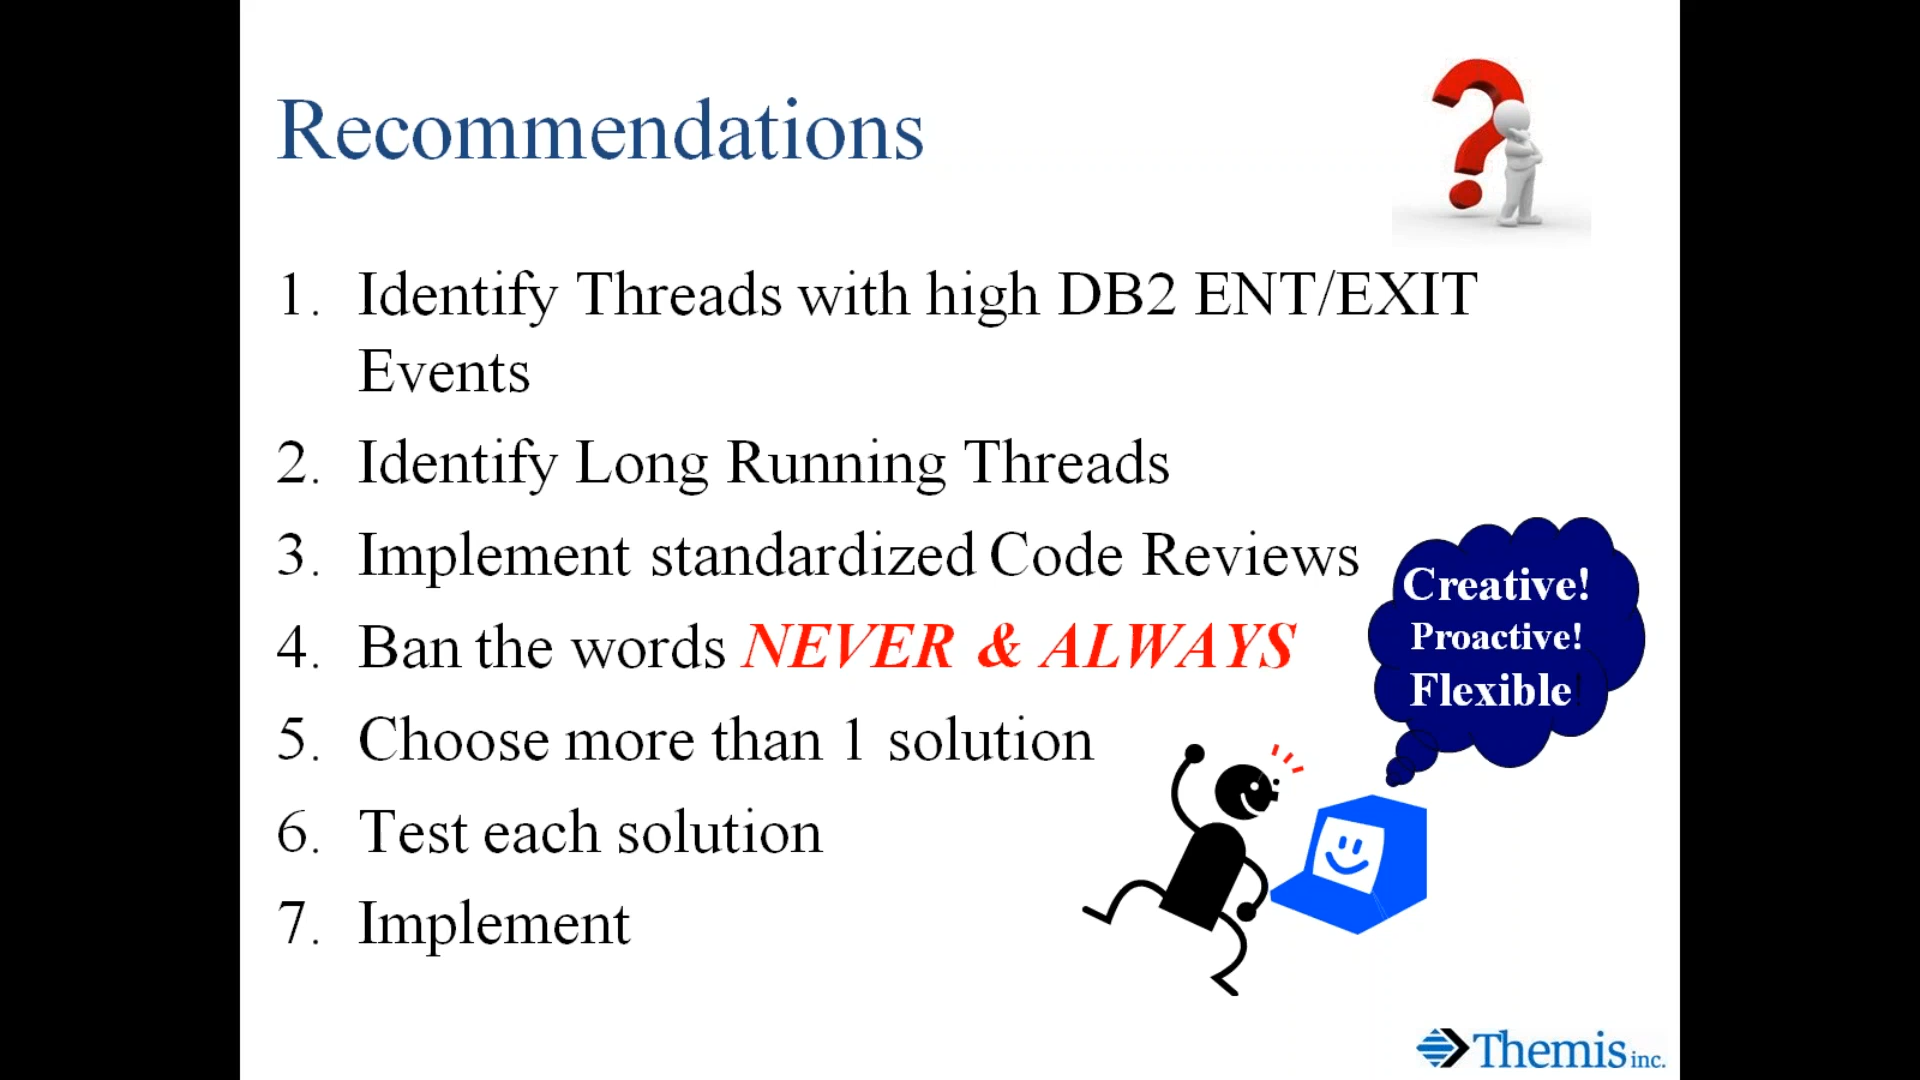 Recommendations
1. Identify Threads with high DB2 ENT/EXIT
Events
2. Identify Long Running Threads
3. Implement standardized Code Reviews
4. Ban the words NEVER & ALWAYS
5. Choose more than 1 solution
6. Test each solution
7. Implement
Creative!
Proactive!
Flexible!
Themis inc.